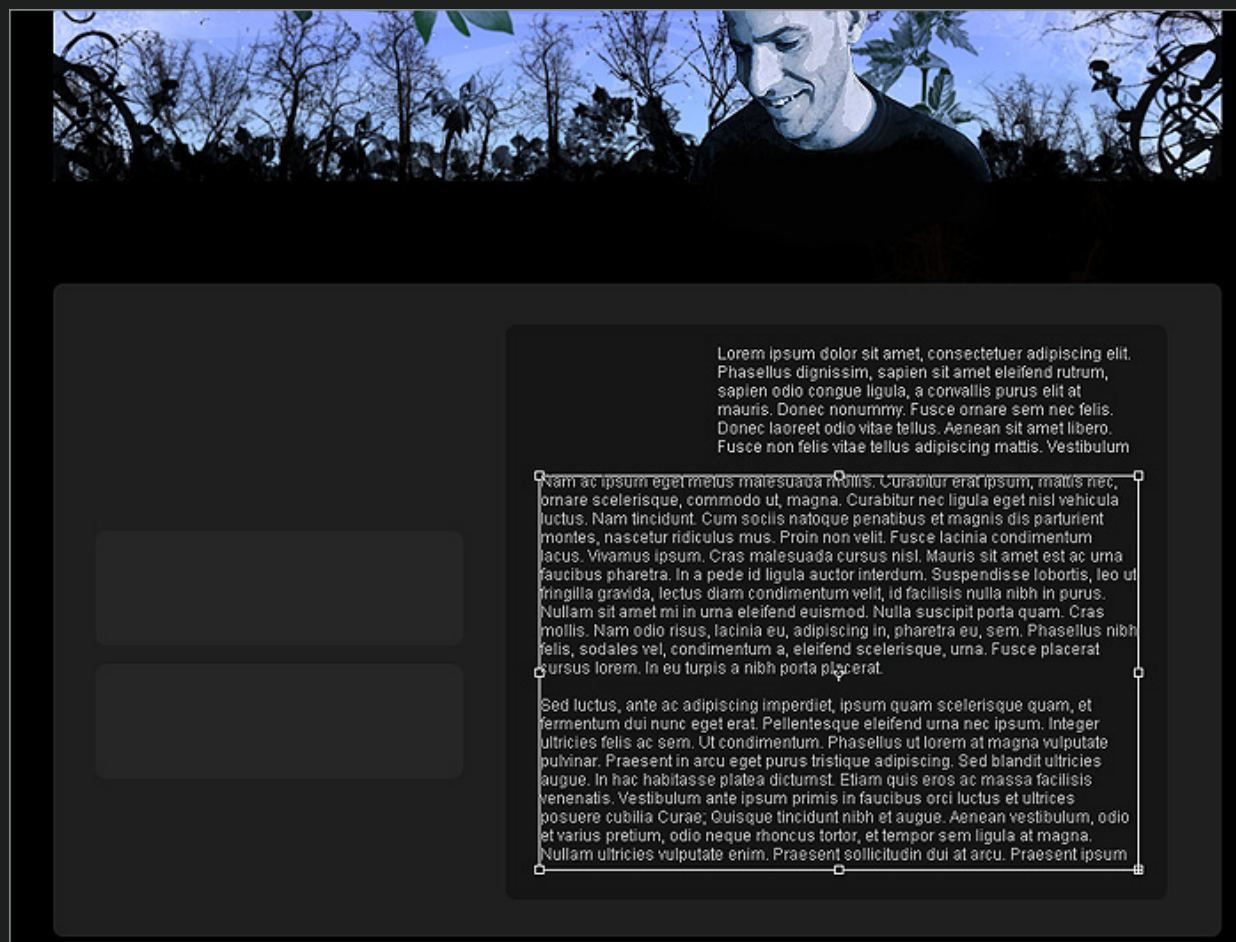 Lorem ipsum dolor sit amet, consectetuer adipiscing elit.
Phasellus dignissim, sapien sit amet eleifend rutrum,
sapien odio congue ligula, a convallis purus elit at
mauris. Donec nonummy. Fusce ornare sem nec felis.
Donec laoreet odio vitae tellus. Aenean sit amet libero.
Fusce non felis vitae tellus adipiscing mattis. Vestibulum
Nam ac ipsum eget metus malesuada mollis. Curabitur erat ipsum, mattis nec,
ornare scelerisque, commodo ut, magna. Curabitur nec ligula eget nisl vehicula
luctus. Nam tincidunt. Cum sociis natoque penatibus et magnis dis parturient
montes, nascetur ridiculus mus. Proin non velit. Fusce lacinia condimentum
lacus. Vivamus ipsum. Cras malesuada cursus nisl. Mauris sit amet est ac urna
faucibus pharetra. In a pede id ligula auctor interdum. Suspendisse lobortis, leo ut
fringilla gravida, lectus diam condimentum velit, id facilisis nulla nibh in purus.
Nullam sit amet mi in urna eleifend euismod. Nulla suscipit porta quam. Cras
mollis. Nam odio risus, lacinia eu, adipiscing in, pharetra eu, sem. Phasellus nibh
felis, sodales vel, condimentum a, eleifend scelerisque, urna. Fusce placerat
cursus lorem. In eu turpis a nibh porta placerat.
Sed luctus, ante ac adipiscing imperdiet, ipsum quam scelerisque quam, et
fermentum dui nunc eget erat. Pellentesque eleifend urna nec ipsum. Integer
ultricies felis ac sem. Ut condimentum. Phasellus ut lorem at magna vulputate
pulvinar. Praesent in arcu eget purus tristique adipiscing. Sed blandit ultricies
augue. In hac habitasse platea dictumst. Etiam quis eros ac massa facilisis
venenatis. Vestibulum ante ipsum primis in faucibus orci luctus et ultrices
posuere cubilia Curae; Quisque tincidunt nibh et augue. Aenean vestibulum, odio
et varius pretium, odio neque rhoncus tortor, et tempor sem ligula at magna.
Nullam ultricies vulputate enim. Praesent sollicitudin dui at arcu. Praesent ipsum